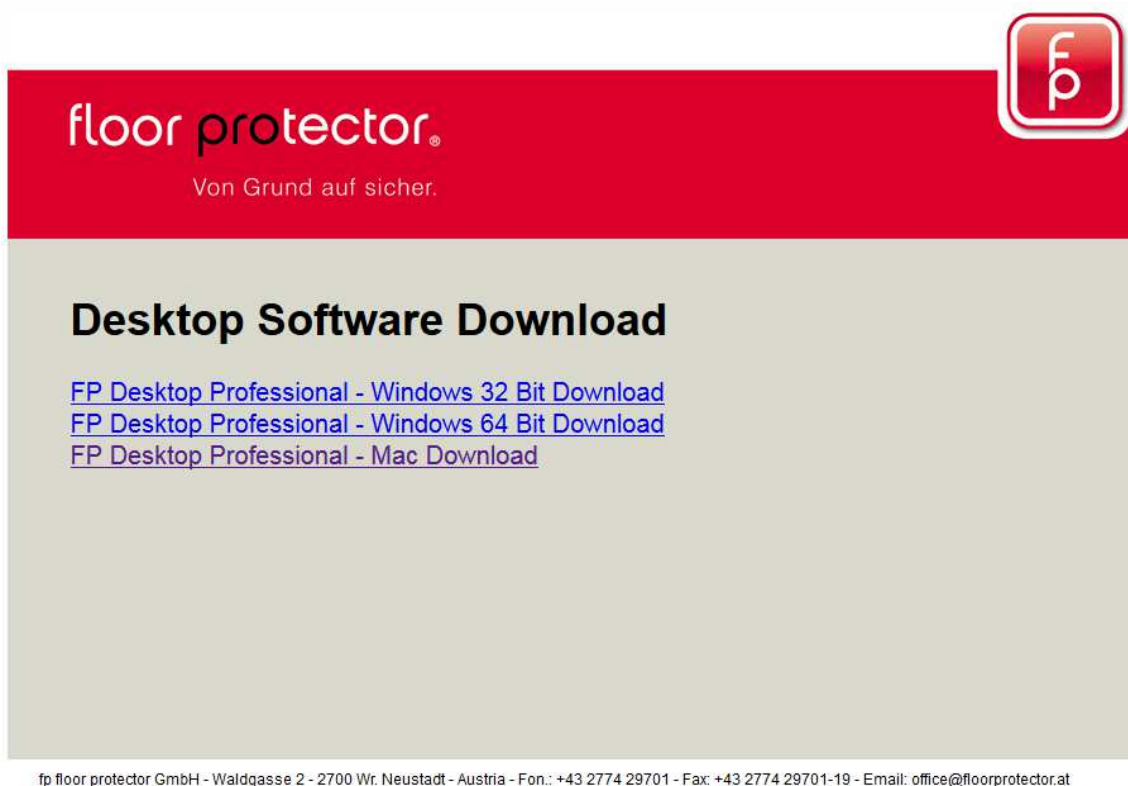 fp
floor protector®
Von Grund auf sicher.
Desktop Software Download
FP Desktop Professional - Windows 32 Bit Download
FP Desktop Professional - Windows 64 Bit Download
FP Desktop Professional - Mac Download
fp floor protector GmbH - Waldgasse 2 - 2700 Wr. Neustadt - Austria - Fon.: +43 2774 29701 - Fax: +43 2774 29701-19 - Email: office@floorprotector.at